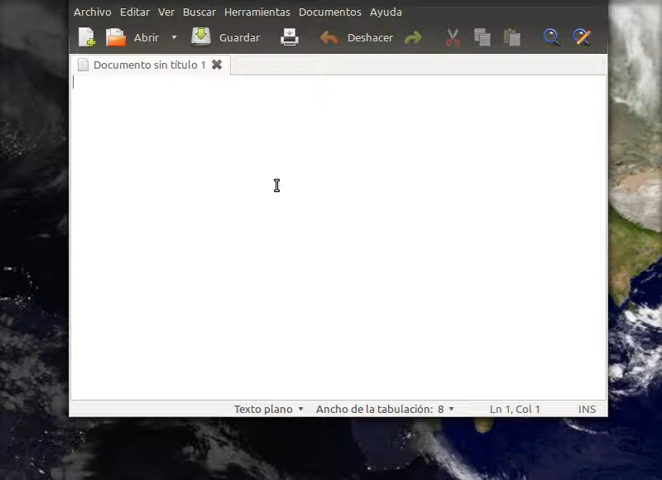 Archivo Editar Ver Buscar Herramientas Documentos Ayuda
Abrir Guardar Deshacer
Documento sin título 1
Texto plano Ancho de la tabulación: 8 Ln 1, Col 1 INS